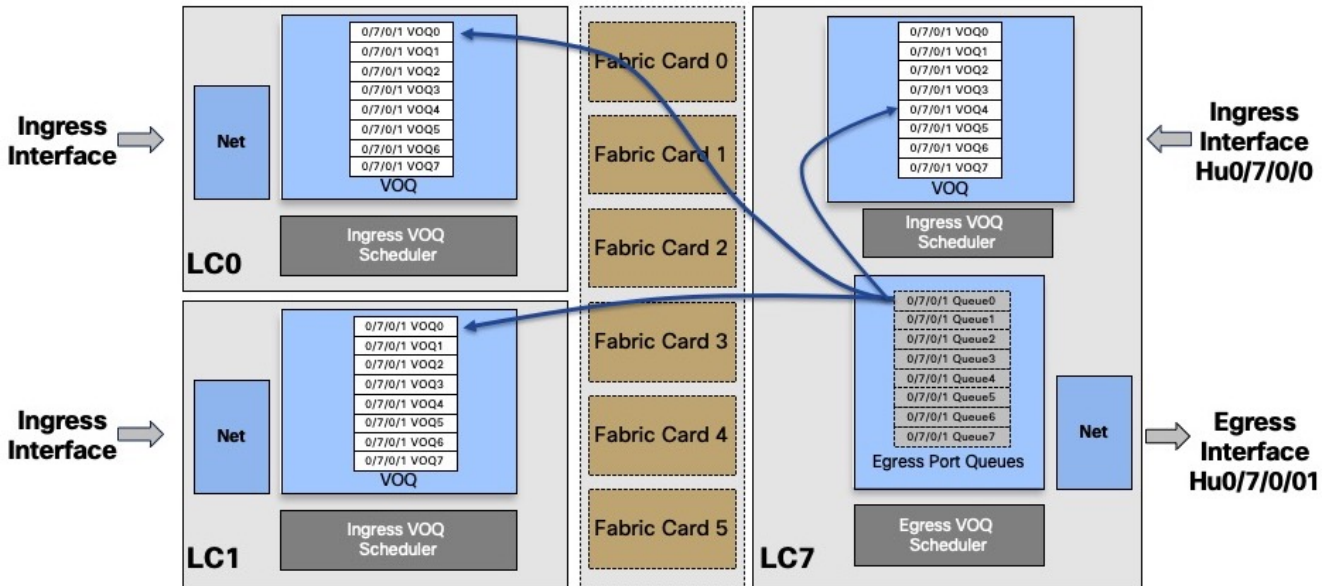 Ingress
Interface
Net
0/7/0/1 VOQ0
0/7/0/1 VOQ1
0/7/0/1 VOQ2
0/7/0/1 VOQ3
0/7/0/1 VOQ4
0/7/0/1 VOQ5
0/7/0/1 VOQ6
0/7/0/1 VOQ7
VOQ
Ingress VOQ
Scheduler
LC0
Ingress
Interface
Net
0/7/0/1 VOQ0
0/7/0/1 VOQ1
0/7/0/1 VOQ2
0/7/0/1 VOQ3
0/7/0/1 VOQ4
0/7/0/1 VOQ5
0/7/0/1 VOQ6
0/7/0/1 VOQ7
VOQ
Ingress VOQ
Scheduler
LC1
Fabric Card 0
Fabric Card 1
Fabric Card 2
Fabric Card 3
Fabric Card 4
Fabric Card 5
0/7/0/1 VOQ0
0/7/0/1 VOQ1
0/7/0/1 VOQ2
0/7/0/1 VOQ3
0/7/0/1 VOQ4
0/7/0/1 VOQ5
0/7/0/1 VOQ6
0/7/0/1 VOQ7
VOQ
Ingress VOQ
Scheduler
Ingress
Interface
Hu0/7/0/0
0/7/0/1 Queue0
0/7/0/1 Queue1
0/7/0/1 Queue2
0/7/0/1 Queue3
0/7/0/1 Queue4
0/7/0/1 Queue5
0/7/0/1 Queue6
0/7/0/1 Queue7
Egress Port Queues
Net
Egress VOQ
Scheduler
LC7
Egress
Interface
Hu0/7/0/01